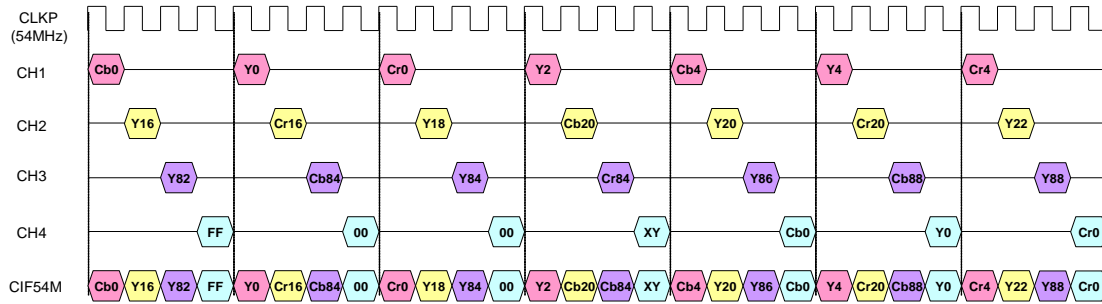 CLKP
(54MHz)
CH1 Cb0 Y0 Cr0 Y2 Cb4 Y4 Cr4
CH2 Y16 Cr16 Y18 Cb20 Y20 Cr20 Y22
CH3 Y82 Cb84 Y84 Cr84 Y86 Cb88 Y88
CH4 FF 00 00 XY Cb0 Y0 Cr0
CIF54M Cb0 Y16 Y82 FF Y0 Cr16 Cb84 00 Cr0 Y18 Y84 00 Y2 Cb20 Cb84 XY Cb4 Y20 Y86 Cb0 Y4 Cr20 Cb88 Y0 Cr4 Y22 Y88 Cr0